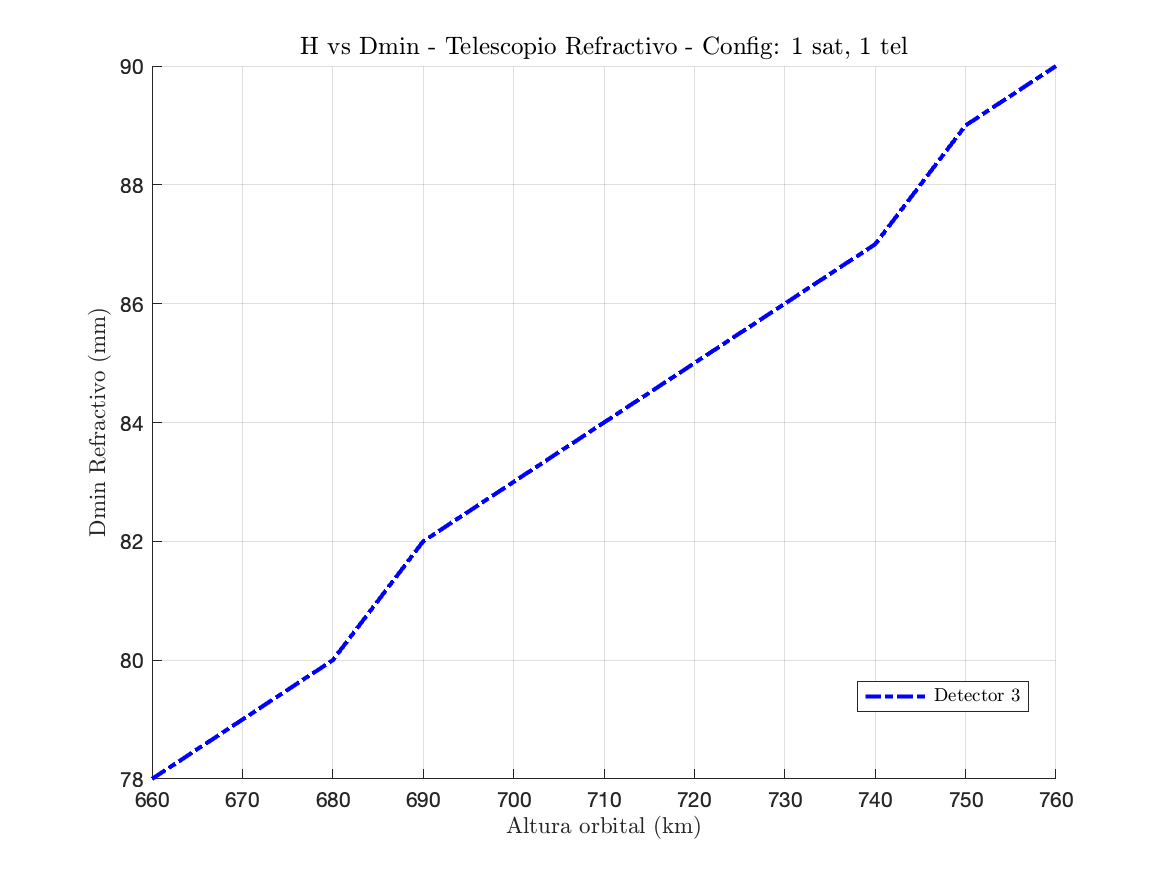 H vs Dmin - Telescopio Refractivo - Config: 1 sat, 1 tel
90
88
86
84
82
80
78
Dmin Refractivo (mm)
Detector 3
660 670 680 690 700 710 720 730 740 750 760
Altura orbital (km)